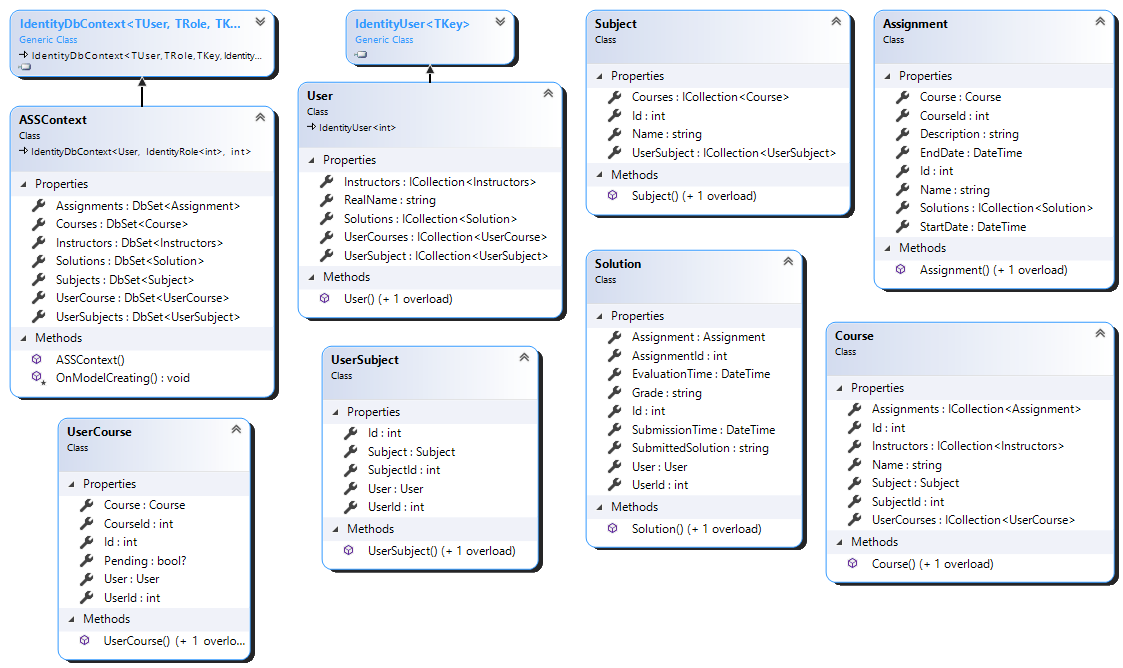 IdentityDbContext<TUser, TRole, TK...
Generic Class
IdentityDbContext<TUser,TRole,TKey,Identity...
ASSContext
Class
IdentityDbContext<User, IdentityRole<int>, int>
Properties
Assignments : DbSet<Assignment>
Courses : DbSet<Course>
Instructors : DbSet<Instructors>
Solutions : DbSet<Solution>
Subjects : DbSet<Subject>
UserCourse : DbSet<UserCourse>
UserSubjects : DbSet<UserSubject>
Methods
ASSContext()
OnModelCreating() : void
UserCourse
Class
Properties
Course : Course
CourseId : int
Id : int
Pending : bool?
User : User
UserId : int
Methods
UserCourse() (+ 1 overlo...
IdentityUser<TKey>
Generic Class
User
Class
IdentityUser<int>
Properties
Instructors : ICollection<Instructors>
RealName : string
Solutions : ICollection<Solution>
UserCourses : ICollection<UserCourse>
UserSubject : ICollection<UserSubject>
Methods
User() (+ 1 overload)
UserSubject
Class
Properties
Id : int
Subject : Subject
SubjectId : int
User : User
UserId : int
Methods
UserSubject() (+ 1 overload)
Subject
Class
Properties
Courses : ICollection<Course>
Id : int
Name : string
UserSubject : ICollection<UserSubject>
Methods
Subject() (+ 1 overload)
Solution
Class
Properties
Assignment : Assignment
AssignmentId : int
EvaluationTime : DateTime
Grade : string
Id : int
SubmissionTime : DateTime
SubmittedSolution : string
User : User
UserId : int
Methods
Solution() (+ 1 overload)
Assignment
Class
Properties
Course : Course
CourseId : int
Description : string
EndDate : DateTime
Id : int
Name : string
Solutions : ICollection<Solution>
StartDate : DateTime
Methods
Assignment() (+ 1 overload)
Course
Class
Properties
Assignments : ICollection<Assignment>
Id : int
Instructors : ICollection<Instructors>
Name : string
Subject : Subject
SubjectId : int
UserCourses : ICollection<UserCourse>
Methods
Course() (+ 1 overload)